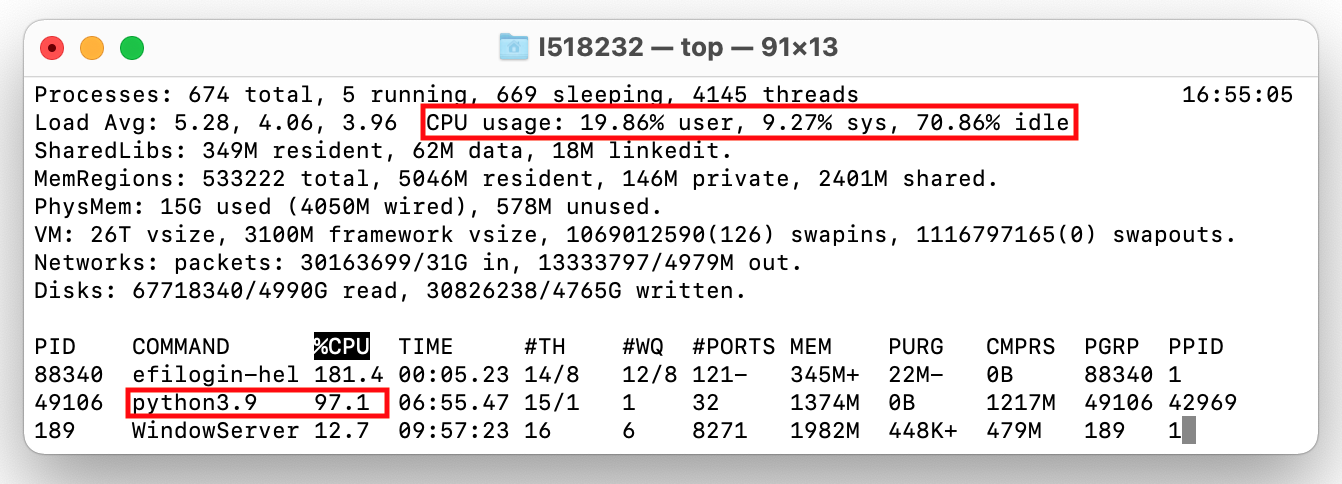 I518232 — top — 91×13
Processes: 674 total, 5 running, 669 sleeping, 4145 threads 16:55:05
Load Avg: 5.28, 4.06, 3.96 CPU usage: 19.86% user, 9.27% sys, 70.86% idle
SharedLibs: 349M resident, 62M data, 18M linkedit.
MemRegions: 533222 total, 5046M resident, 146M private, 2401M shared.
PhysMem: 15G used (4050M wired), 578M unused.
VM: 26T vsize, 3100M framework vsize, 1069012590(126) swapins, 1116797165(0) swapouts.
Networks: packets: 30163699/31G in, 13333797/4979M out.
Disks: 67718340/4990G read, 30826238/4765G written.
PID COMMAND %CPU TIME #TH #WQ #PORTS MEM PURG CMPRS PGRP PPID
88340 efilogin-hel 181.4 00:05.23 14/8 12/8 121- 345M+ 22M- 0B 88340 1
49106 python3.9 97.1 06:55.47 15/1 1 32 1374M 0B 1217M 49106 42969
189 WindowServer 12.7 09:57:23 16 6 8271 1982M 448K+ 479M 189 1